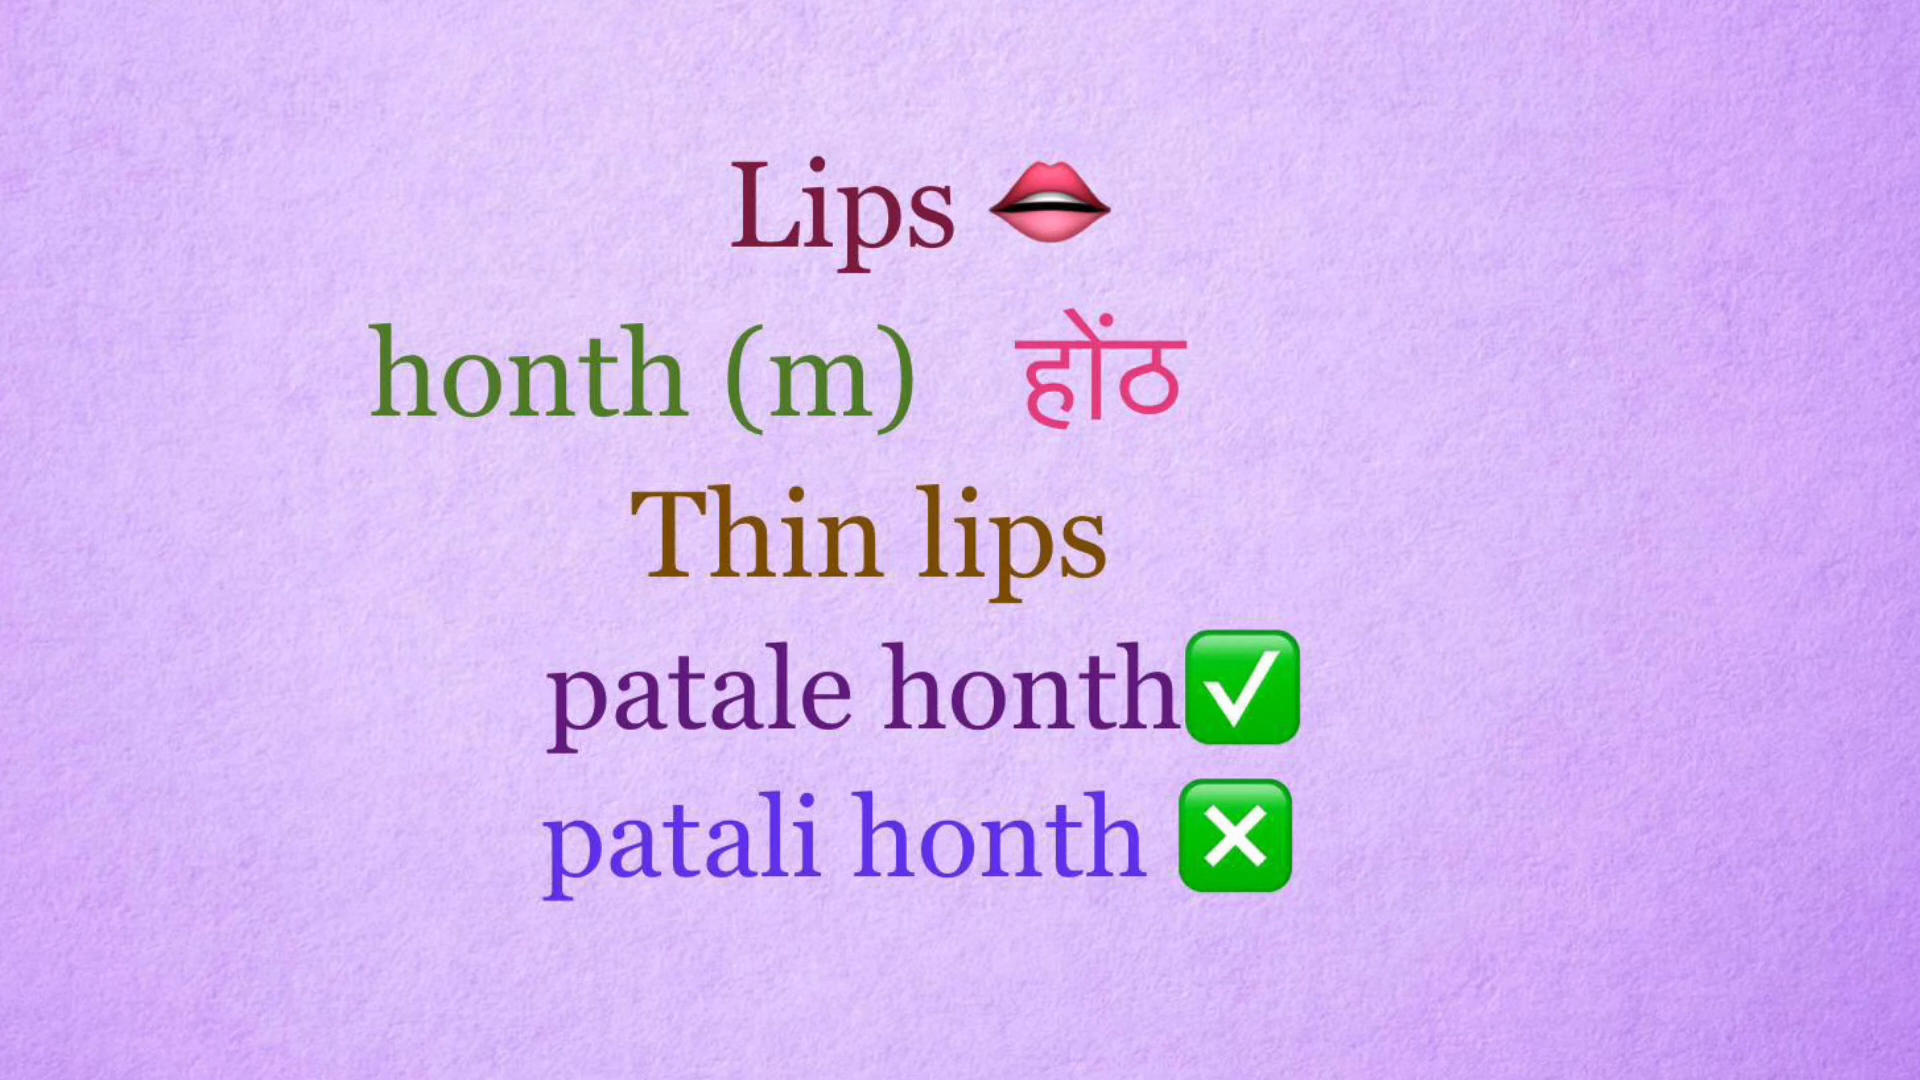 Lips 👄
honth (m) होंठ
Thin lips
patale honth✅
patali honth ❎